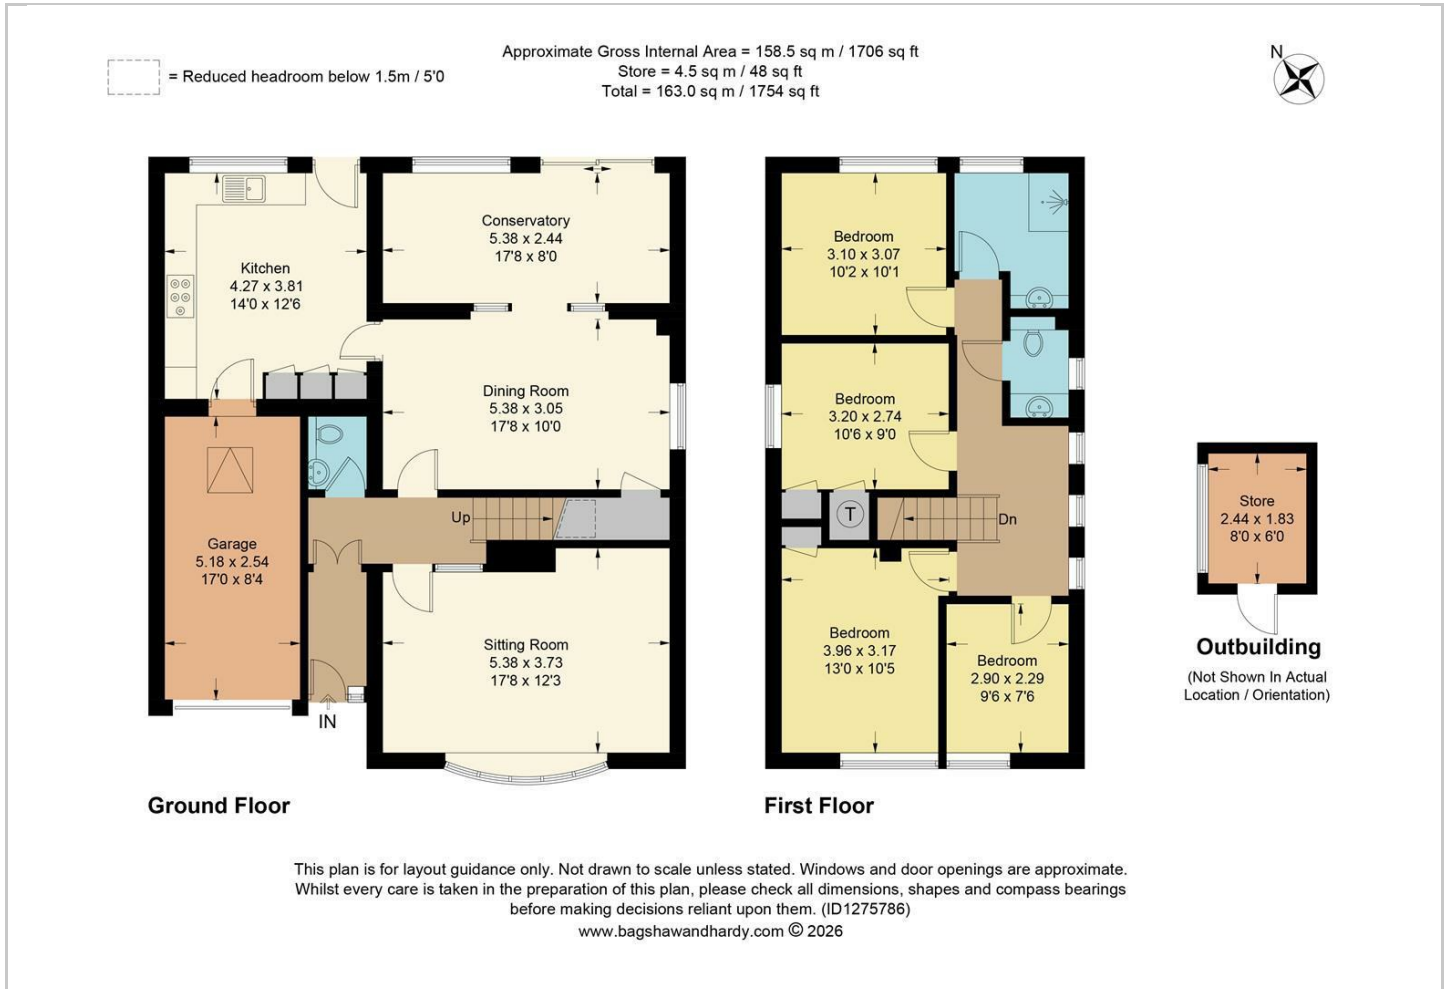 = Reduced headroom below 1.5m / 5'0
Approximate Gross Internal Area = 158.5 sq m / 1706 sq ft
Store = 4.5 sq m / 48 sq ft
Total = 163.0 sq m / 1754 sq ft
N
Kitchen
4.27 x 3.81
14'0 x 12'6
Conservatory
5.38 x 2.44
17'8 x 8'0
Dining Room
5.38 x 3.05
17'8 x 10'0
Up
Garage
5.18 x 2.54
17'0 x 8'4
Sitting Room
5.38 x 3.73
17'8 x 12'3
IN
Ground Floor
Bedroom
3.10 x 3.07
10'2 x 10'1
Bedroom
3.20 x 2.74
10'6 x 9'0
T
Dn
Bedroom
3.96 x 3.17
13'0 x 10'5
Bedroom
2.90 x 2.29
9'6 x 7'6
First Floor
Store
2.44 x 1.83
8'0 x 6'0
Outbuilding
(Not Shown In Actual
Location / Orientation)
This plan is for layout guidance only. Not drawn to scale unless stated. Windows and door openings are approximate.
Whilst every care is taken in the preparation of this plan, please check all dimensions, shapes and compass bearings
before making decisions reliant upon them. (ID1275786)
www.bagshawandhardy.com © 2026